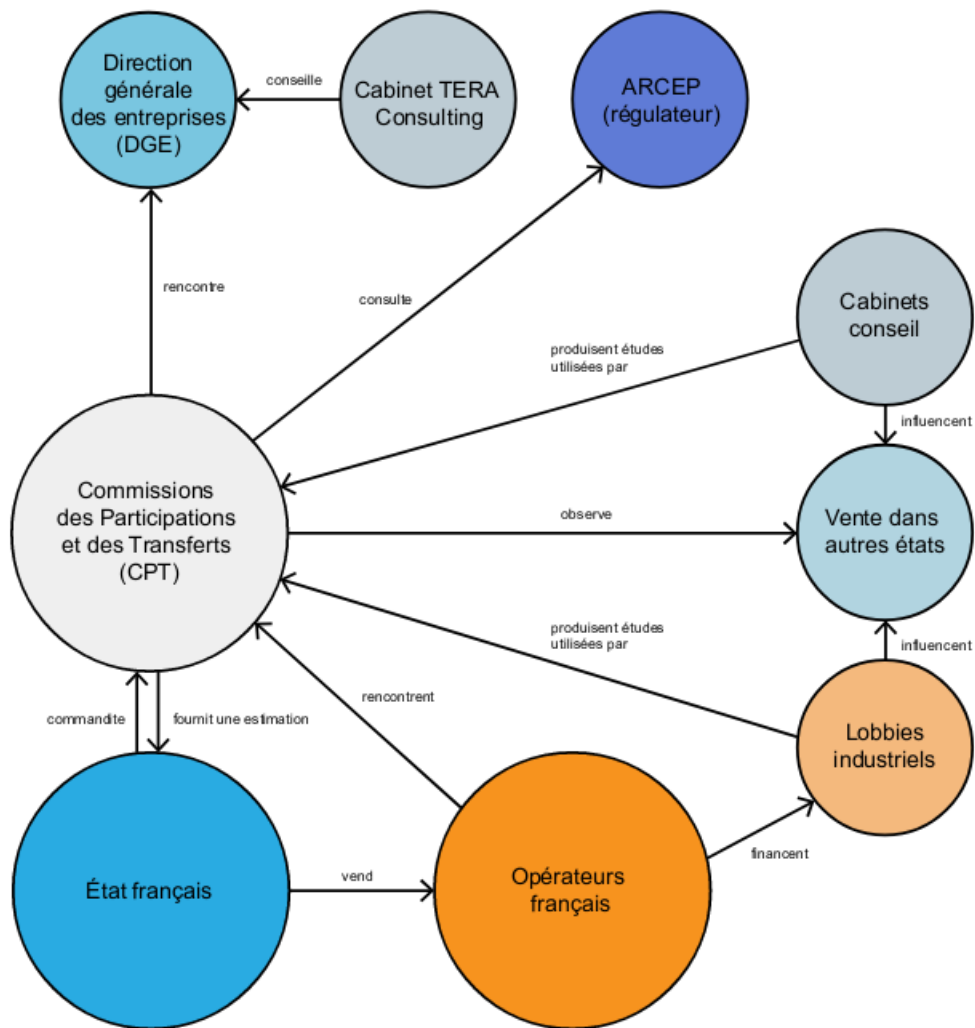 Direction
générale
des entreprises
(DGE)
conseille
Cabinet TERA
Consulting
ARCEP
(régulateur)
rencontre
consulte
Cabinets
conseil
produisent études
utilisées par
influencent
Commissions
des Participations
et des Transferts
(CPT)
observe
Vente dans
autres états
produisent études
utilisées par
influencent
rencontrent
commandite
fournit une estimation
Lobbies
industriels
financent
État français
vend
Opérateurs
français